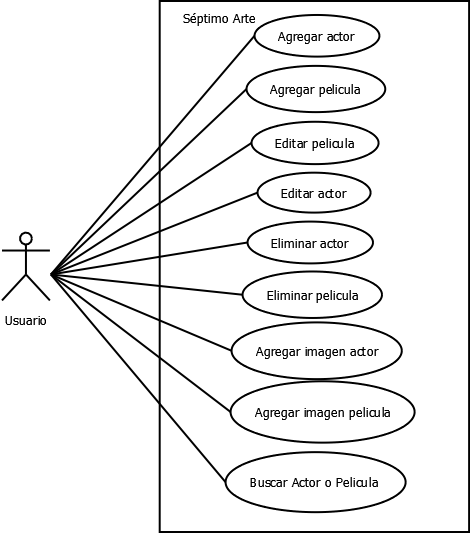 Séptimo Arte
Agregar actor
Agregar pelicula
Editar pelicula
Editar actor
Eliminar actor
Eliminar pelicula
Usuario
Agregar imagen actor
Agregar imagen pelicula
Buscar Actor o Pelicula